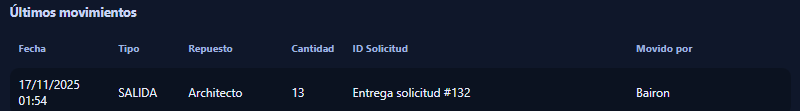 Últimos movimientos
Fecha Tipo Repuesto Cantidad ID Solicitud Movido por
17/11/2025
01:54 SALIDA Architecto 13 Entrega solicitud #132 Bairon